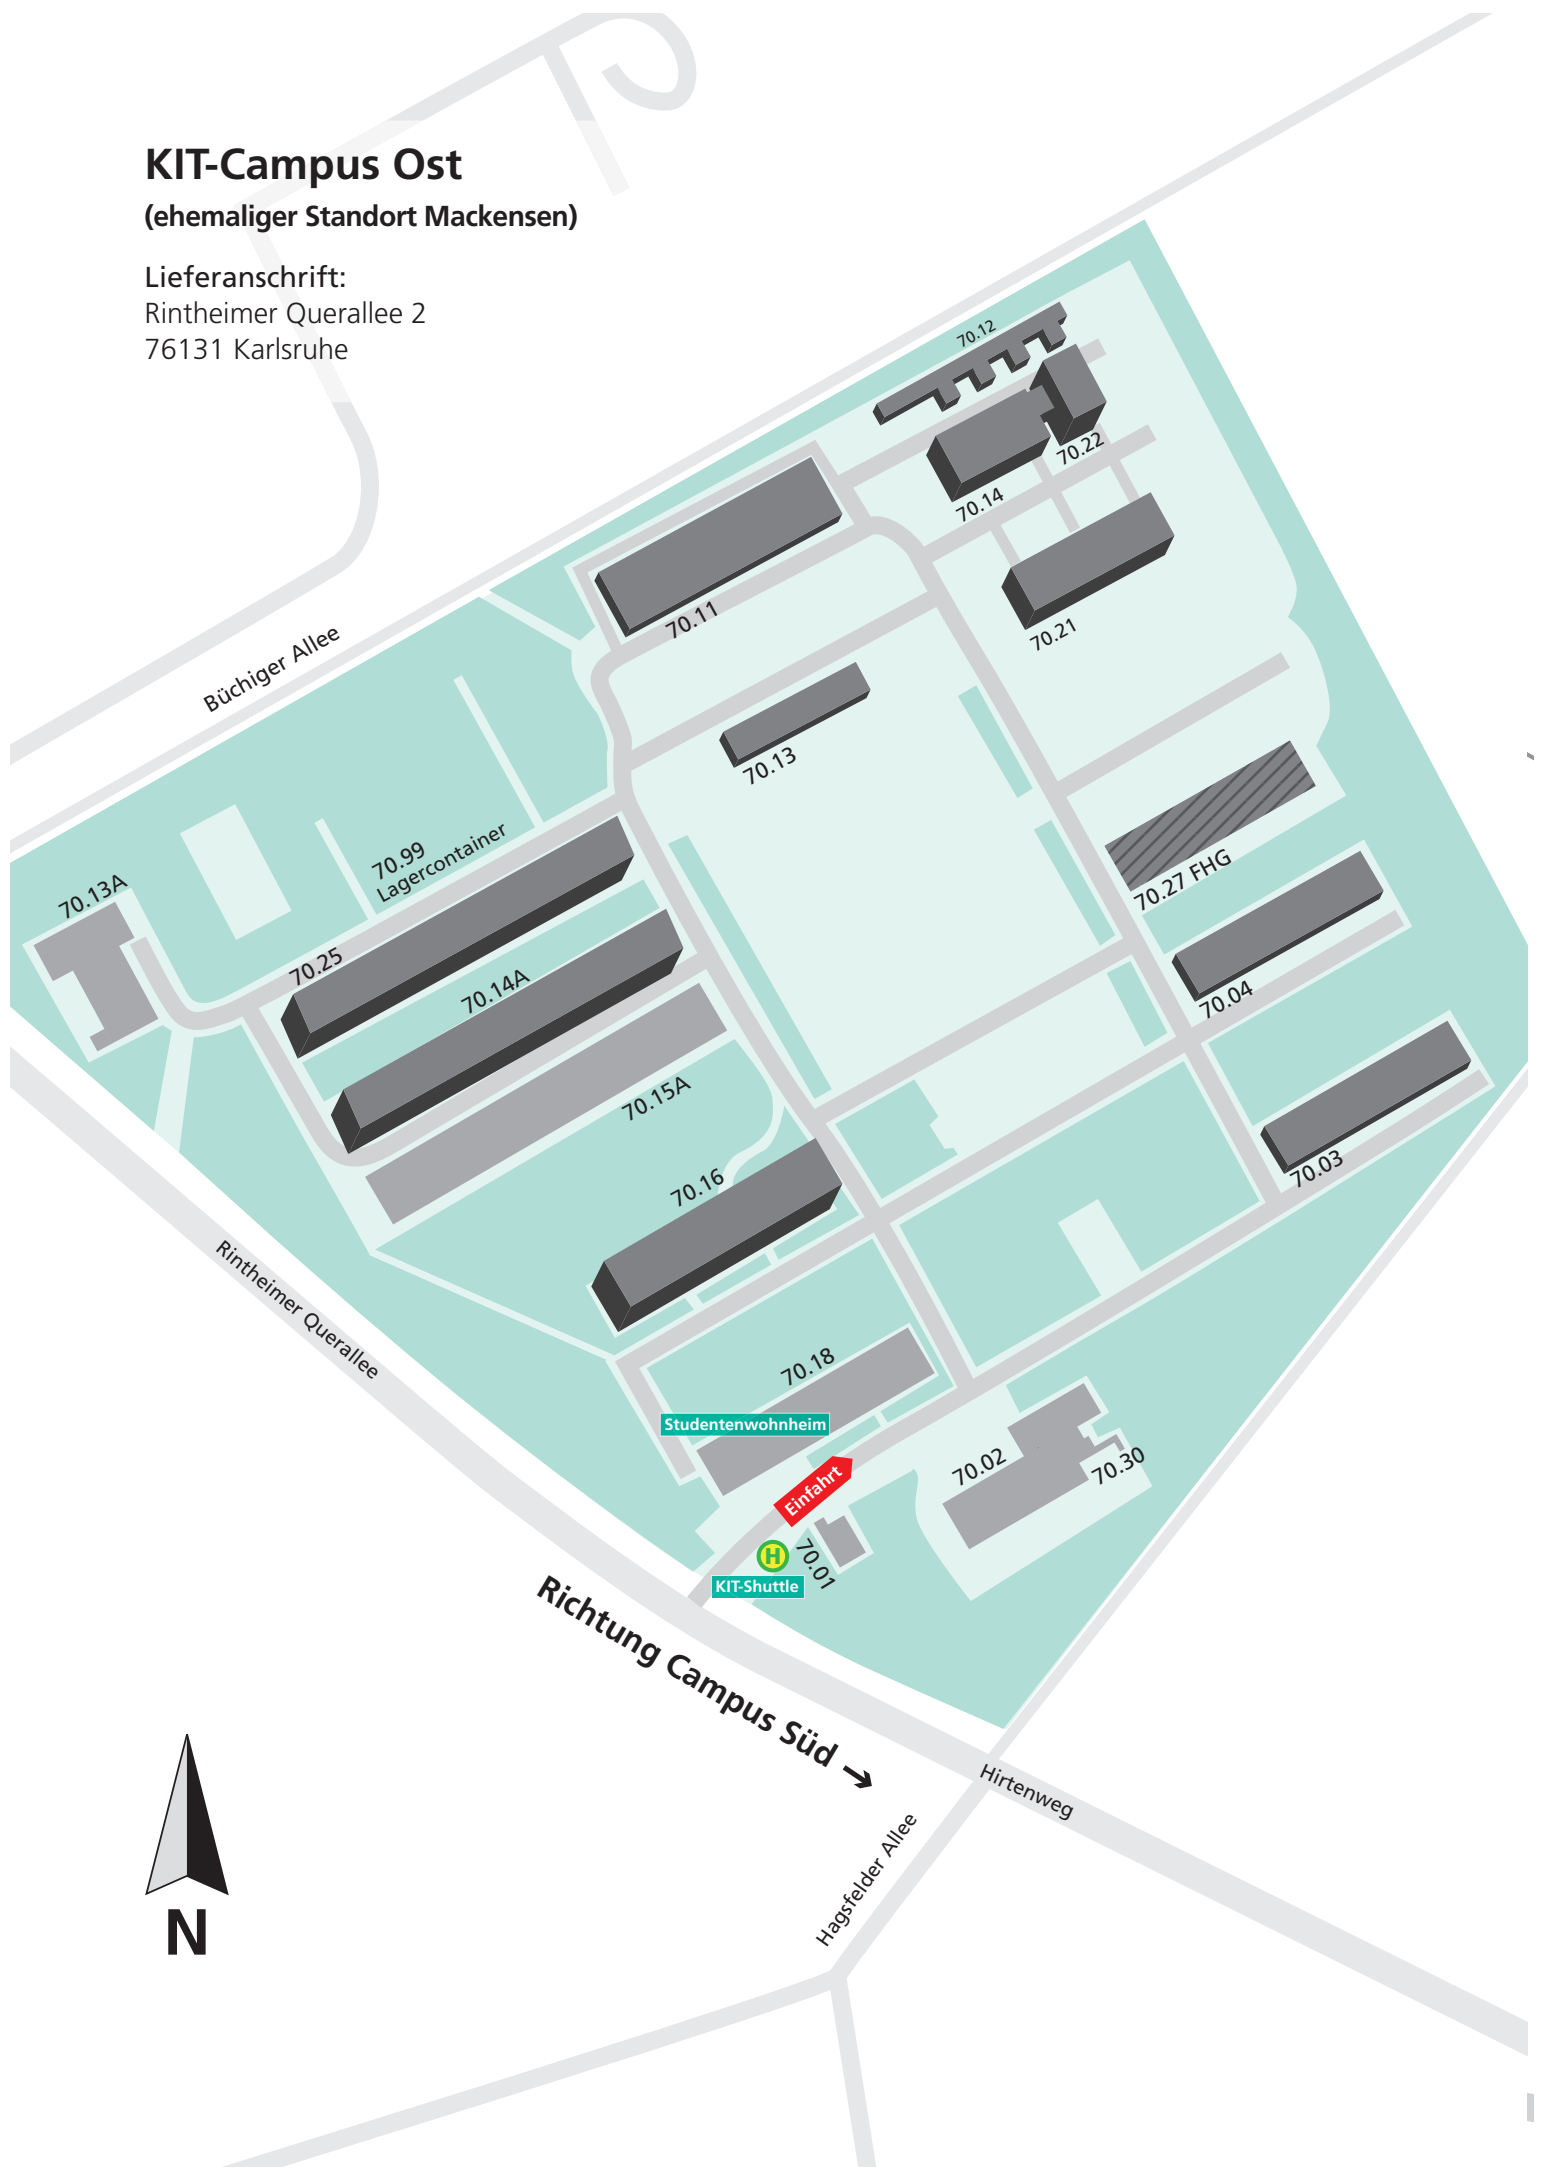 KIT-Campus Ost
(ehemaliger Standort Mackensen)
Lieferanschrift:
Rintheimer Querallee 2
76131 Karlsruhe
70.12
70.22
70.14
70.11
70.21
Büchiger Allee
70.13
70.99
Lagercontainer
70.13A
70.27 FHG
70.25
70.14A
70.04
70.15A
70.03
70.16
Rintheimer Querallee
70.18
Studentenwohnheim
70.02
70.30
Einfahrt
H
70.01
KIT-Shuttle
Richtung Campus Süd →
Hirtenweg
Hagsfelder Allee
N